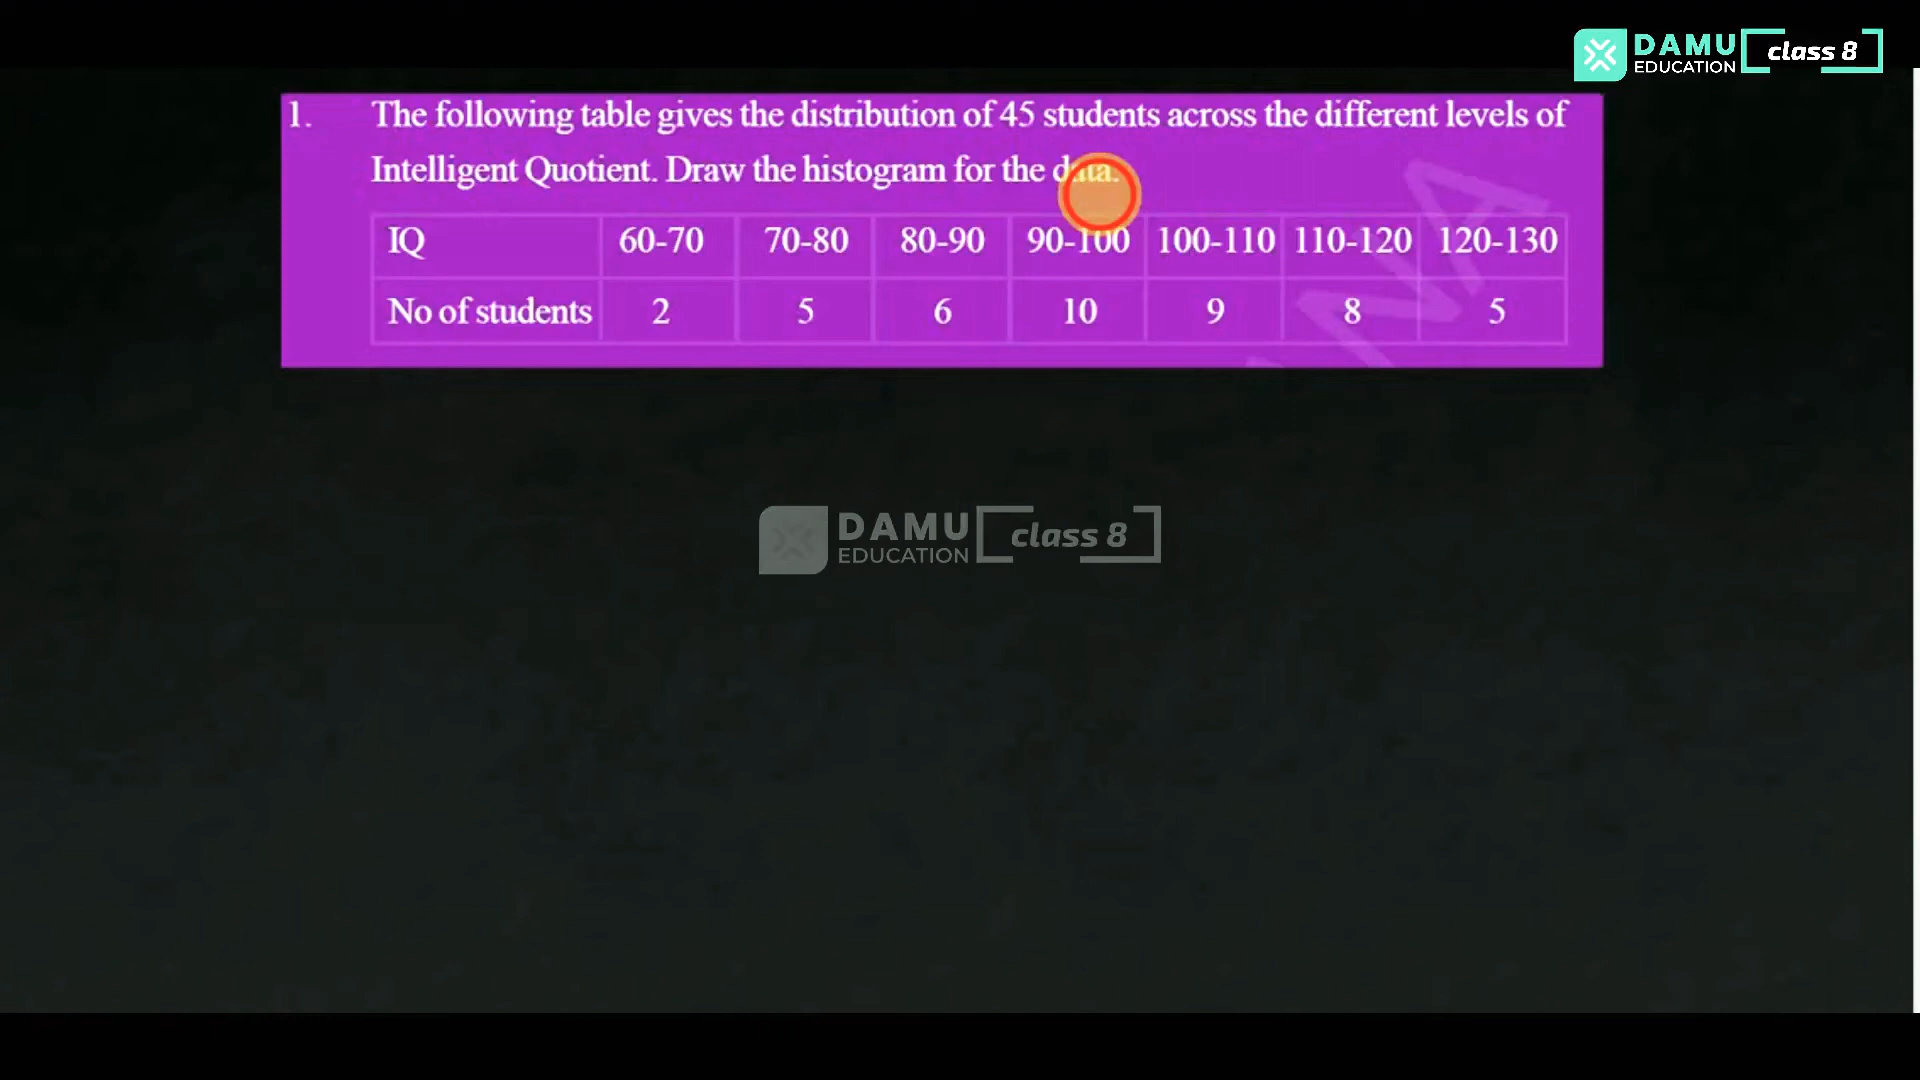 DAMU
EDUCATION
class 8
1. The following table gives the distribution of 45 students across the different levels of
Intelligent Quotient. Draw the histogram for the data.
IQ 60-70 70-80 80-90 90-100 100-110 110-120 120-130
No of students 2 5 6 10 9 8 5
DAMU
EDUCATION
class 8